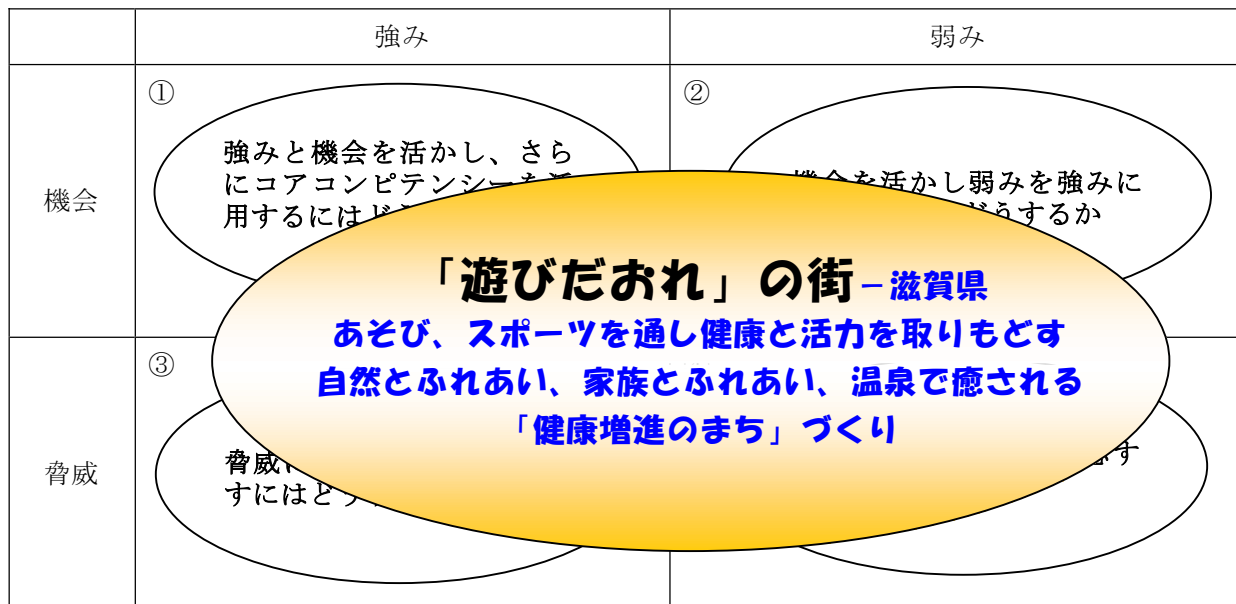 強み
弱み
機会
①
強みと機会を活かし、さら
にコアコンピテンシー
用するには
②
を活かし弱みを強みに
うするか
「遊びだおれ」の街－滋賀県
あそび、スポーツを通し健康と活力を取りもどす
自然とふれあい、家族とふれあい、温泉で癒される
「健康増進のまち」づくり
脅威
③
脅威
すにはど
す